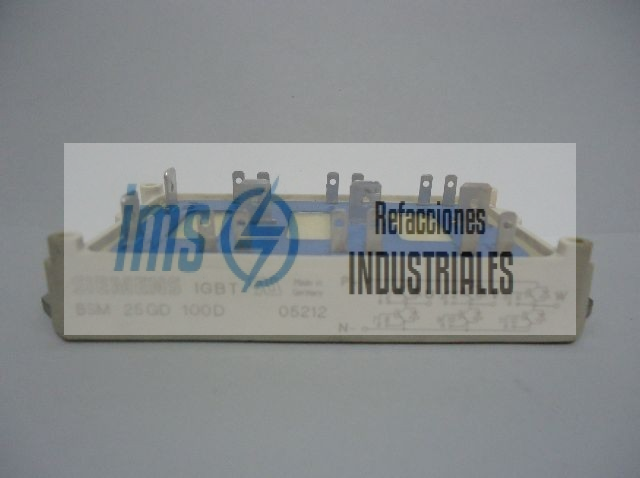 ims
Refacciones
INDUSTRIALES
SIEMENS IGBT Made in Germany
BSM 25GD 100D 05212
P
W
N